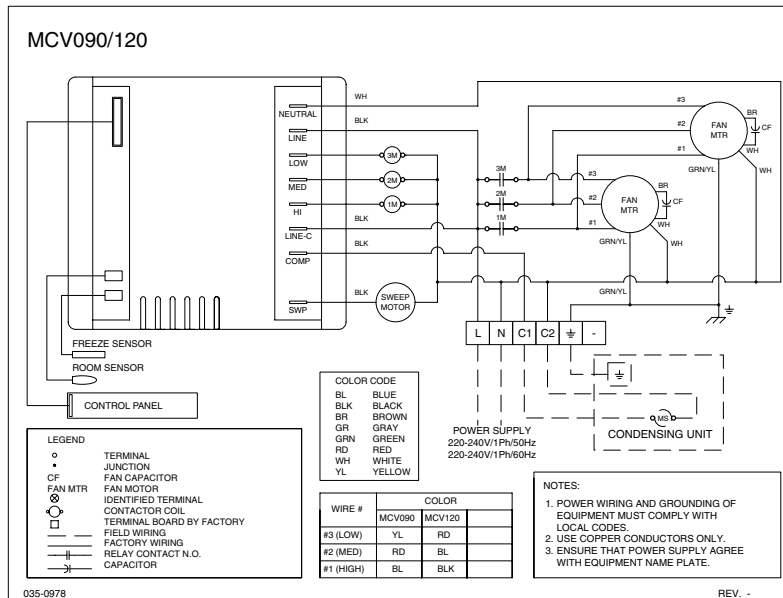 MCV090/120
NEUTRAL
LINE
LOW
MED
HI
LINE-C
COMP
SWP
WH
BLK
3M
2M
1M
BLK
BLK
BLK
SWEEP
MOTOR
3M
2M
1M
#3
#2
#1
#3
#2
#1
FAN
MTR
BR
CF
WH
WH
GRN/YL
FAN
MTR
BR
CF
WH
WH
GRN/YL
GRN/YL
L N C1 C2 -
FREEZE SENSOR
ROOM SENSOR
CONTROL PANEL
POWER SUPPLY
220-240V/1Ph/50Hz
220-240V/1Ph/60Hz
MS
CONDENSING UNIT
COLOR CODE
BL BLUE
BLK BLACK
BR BROWN
GR GRAY
GRN GREEN
RD RED
WH WHITE
YL YELLOW
LEGEND
TERMINAL
JUNCTION
CF FAN CAPACITOR
FAN MTR FAN MOTOR
IDENTIFIED TERMINAL
CONTACTOR COIL
TERMINAL BOARD BY FACTORY
FIELD WIRING
FACTORY WIRING
RELAY CONTACT N.O.
CAPACITOR
WIRE # COLOR
MCV090 MCV120
#3 (LOW) YL RD
#2 (MED) RD BL
#1 (HIGH) BL BLK
NOTES:
1. POWER WIRING AND GROUNDING OF
EQUIPMENT MUST COMPLY WITH
LOCAL CODES.
2. USE COPPER CONDUCTORS ONLY.
3. ENSURE THAT POWER SUPPLY AGREE
WITH EQUIPMENT NAME PLATE.
035-0978
REV. -